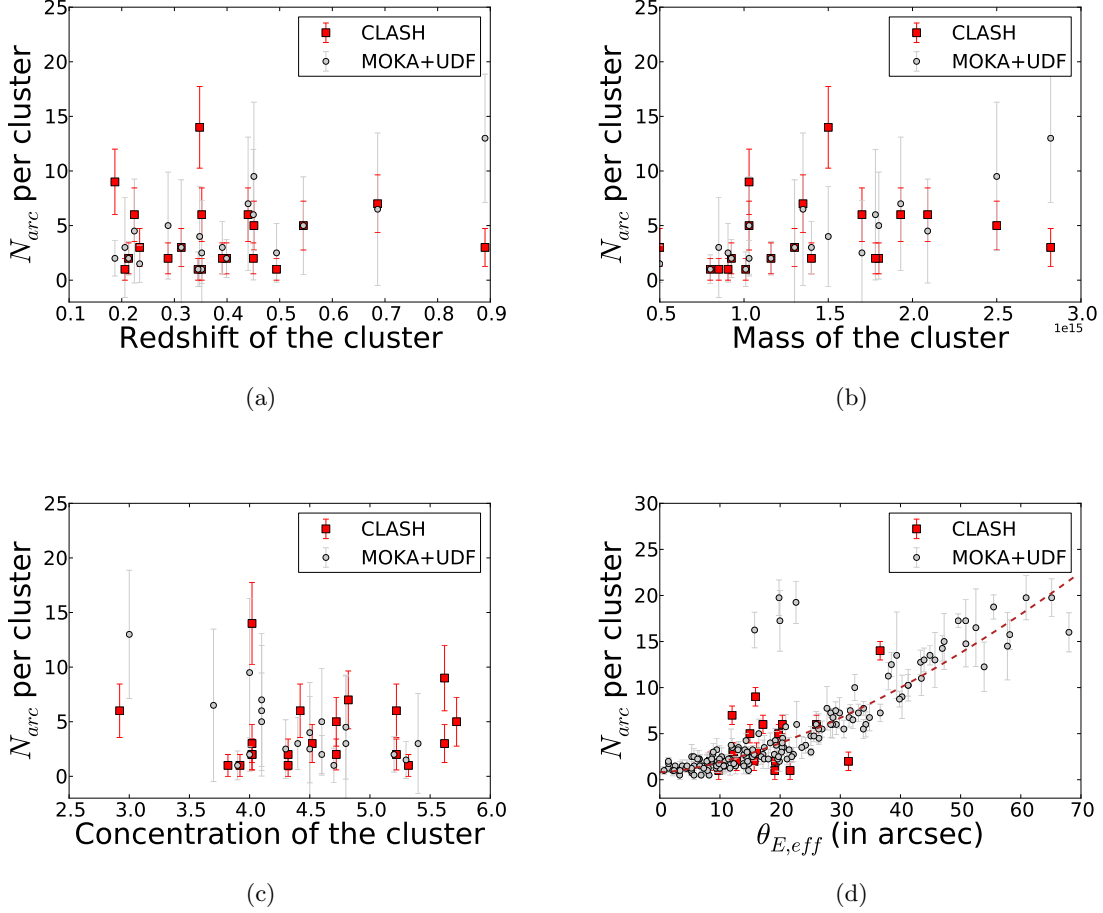 25
20
15
10
5
0
N_arc per cluster
CLASH
MOKA+UDF
0.1 0.2 0.3 0.4 0.5 0.6 0.7 0.8 0.9
Redshift of the cluster
(a)
25
20
15
10
5
0
N_arc per cluster
CLASH
MOKA+UDF
0.5 1.0 1.5 2.0 2.5 3.0
1e15
Mass of the cluster
(b)
25
20
15
10
5
0
N_arc per cluster
CLASH
MOKA+UDF
2.5 3.0 3.5 4.0 4.5 5.0 5.5 6.0
Concentration of the cluster
(c)
30
25
20
15
10
5
0
N_arc per cluster
CLASH
MOKA+UDF
0 10 20 30 40 50 60 70
θ_E,eff (in arcsec)
(d)